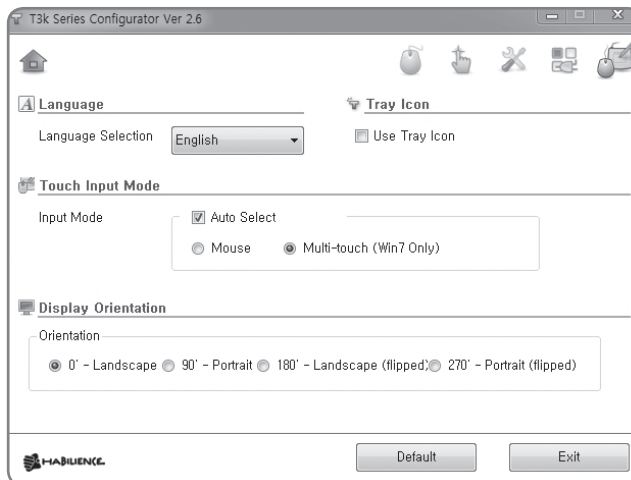 T3k Series Configurator Ver 2.6
A Language
Tray Icon
Language Selection
English
Use Tray Icon
Touch Input Mode
Input Mode
Auto Select
Mouse
Multi-touch (Win7 Only)
Display Orientation
Orientation
0˚ - Landscape
90˚ - Portrait
180˚ - Landscape (flipped)
270˚ - Portrait (flipped)
HABILIENCE.
Default
Exit